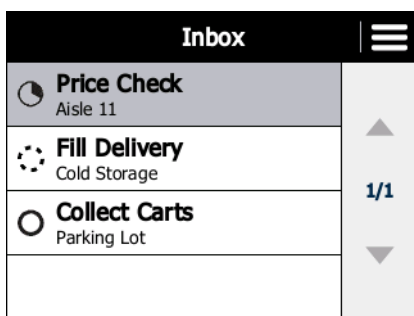 Inbox
Price Check
Aisle 11
Fill Delivery
Cold Storage
1/1
Collect Carts
Parking Lot